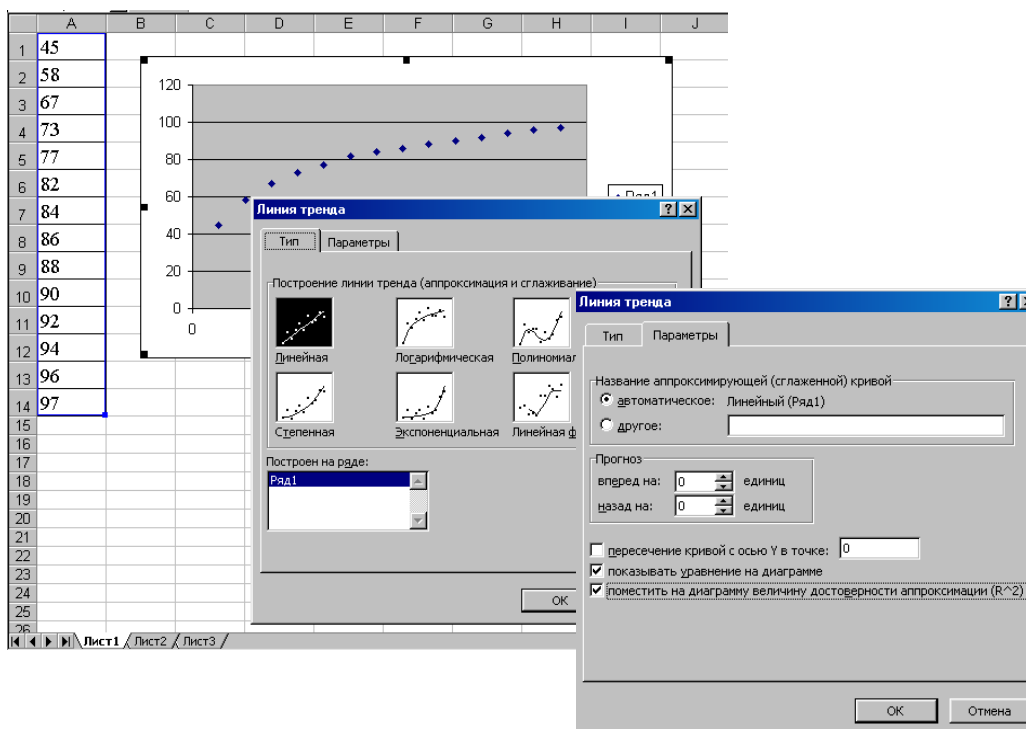 A B C D E F G H I J
1 45
2 58
3 67
4 73
5 77
6 82
7 84
8 86
9 88
10 90
11 92
12 94
13 96
14 97
15
16
17
18
19
20
21
22
23
24
25
26
120
100
80
60
40
20
0
0
Ряд1
Линия тренда
Тип Параметры
Построение линии тренда (аппроксимация и сглаживание)
Линейная Логарифмическая
Степенная Экспоненциальная Линейная
Построен на ряде:
Ряд1
ОК
Лист1 Лист2 Лист3
Линия тренда
Тип Параметры
Название аппроксимирующей (сглаженной) кривой
автоматическое: Линейный (Ряд1)
другое:
Прогноз
вперед на: 0 единиц
назад на: 0 единиц
пересечение кривой с осью Y в точке: 0
показывать уравнение на диаграмме
поместить на диаграмму величину достоверности аппроксимации (R^2)
ОК Отмена